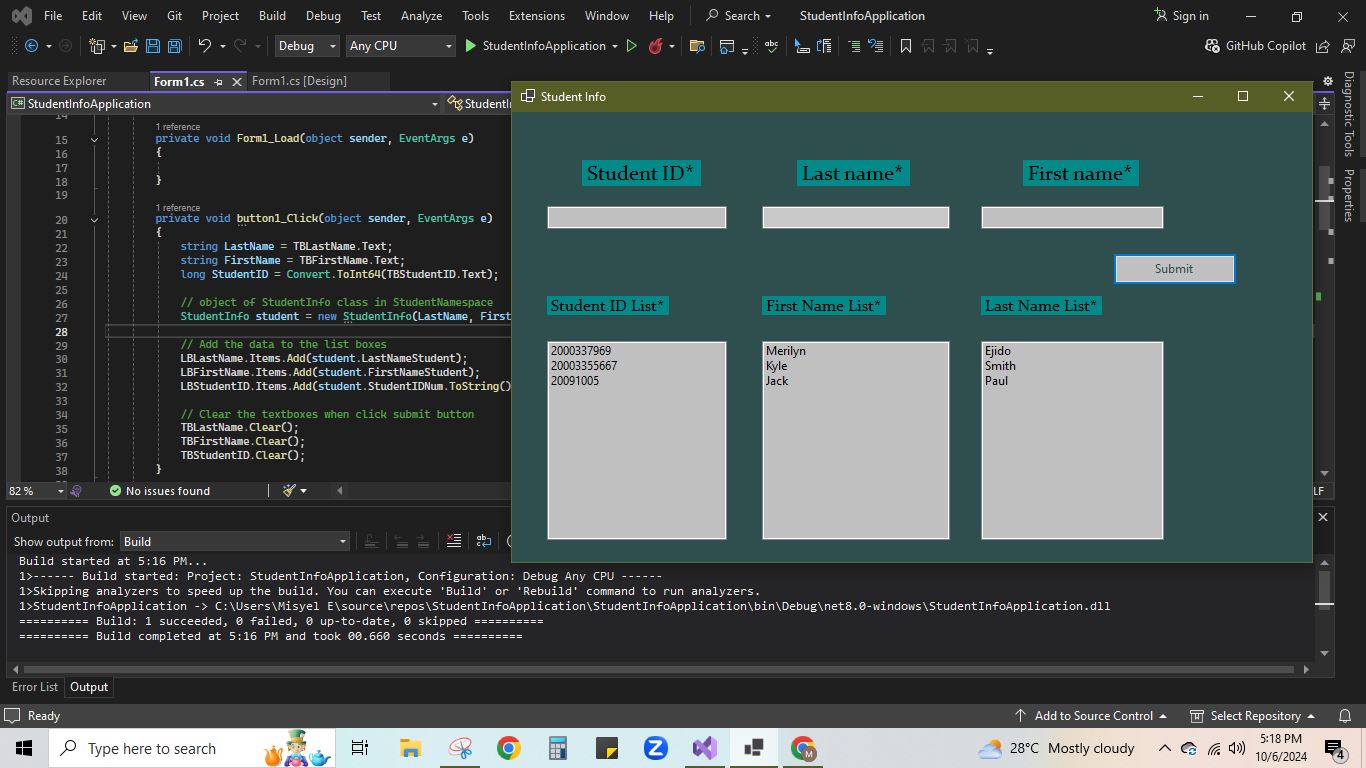 File Edit View Git Project Build Debug Test Analyze Tools Extensions Window Help Search StudentInfoApplication Sign in
Debug Any CPU StudentInfoApplication GitHub Copilot
Resource Explorer Form1.cs Form1.cs [Design]
C# StudentInfoApplication StudentI
14
1 reference
15 private void Form1_Load(object sender, EventArgs e)
16 {
17
18 }
19
1 reference
20 private void button1_Click(object sender, EventArgs e)
21 {
22 string LastName = TBLastName.Text;
23 string FirstName = TBFirstName.Text;
24 long StudentID = Convert.ToInt64(TBStudentID.Text);
25
26 // object of StudentInfo class in StudentNamespace
27 StudentInfo student = new StudentInfo(LastName, First
28
29 // Add the data to the list boxes
30 LBLastName.Items.Add(student.LastNameStudent);
31 LBFirstName.Items.Add(student.FirstNameStudent);
32 LBStudentID.Items.Add(student.StudentIDNum.ToString()
33
34 // Clear the textboxes when click submit button
35 TBLastName.Clear();
36 TBFirstName.Clear();
37 TBStudentID.Clear();
38 }
82 % No issues found LF
Student Info
Student ID* Last name* First name*
Submit
Student ID List* First Name List* Last Name List*
2000337969 Merilyn Ejido
20003355667 Kyle Smith
20091005 Jack Paul
Diagnostic Tools
Properties
Output
Show output from: Build
Build started at 5:16 PM...
1>------ Build started: Project: StudentInfoApplication, Configuration: Debug Any CPU ------
1>Skipping analyzers to speed up the build. You can execute 'Build' or 'Rebuild' command to run analyzers.
1>StudentInfoApplication -> C:\Users\Misyel E\source\repos\StudentInfoApplication\StudentInfoApplication\bin\Debug\net8.0-windows\StudentInfoApplication.dll
========== Build: 1 succeeded, 0 failed, 0 up-to-date, 0 skipped ==========
========== Build completed at 5:16 PM and took 00.660 seconds ==========
Error List Output
Ready Add to Source Control Select Repository
Type here to search 28°C Mostly cloudy 5:18 PM
10/6/2024 4